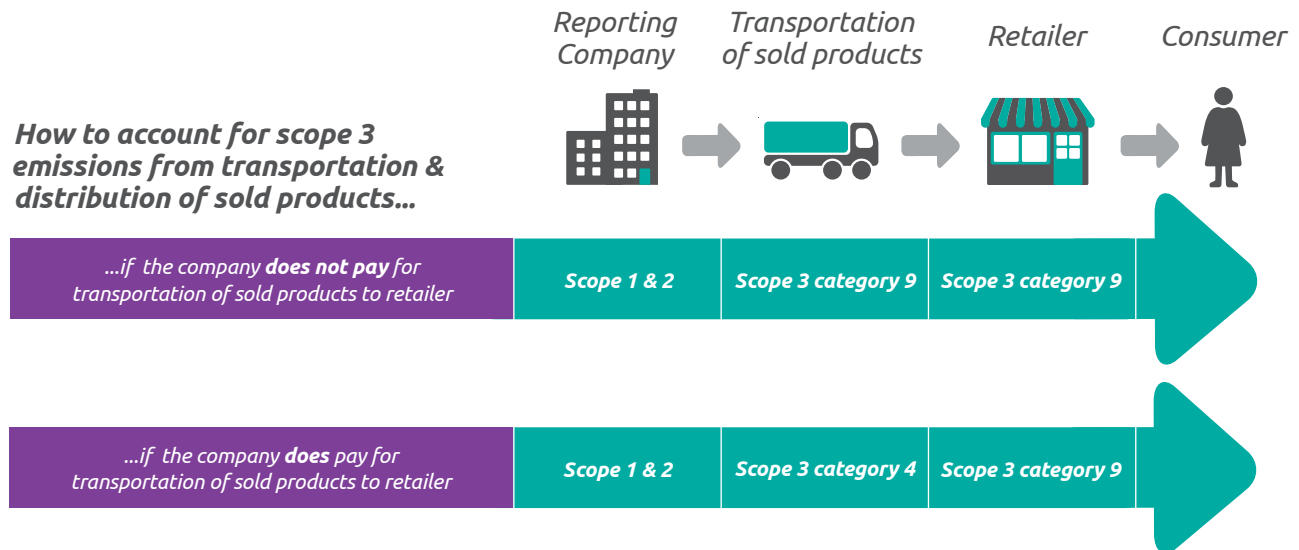 Reporting
Company
Transportation
of sold products
Retailer
Consumer
How to account for scope 3
emissions from transportation &
distribution of sold products...
...if the company does not pay for
transportation of sold products to retailer
Scope 1 & 2
Scope 3 category 9
Scope 3 category 9
...if the company does pay for
transportation of sold products to retailer
Scope 1 & 2
Scope 3 category 4
Scope 3 category 9